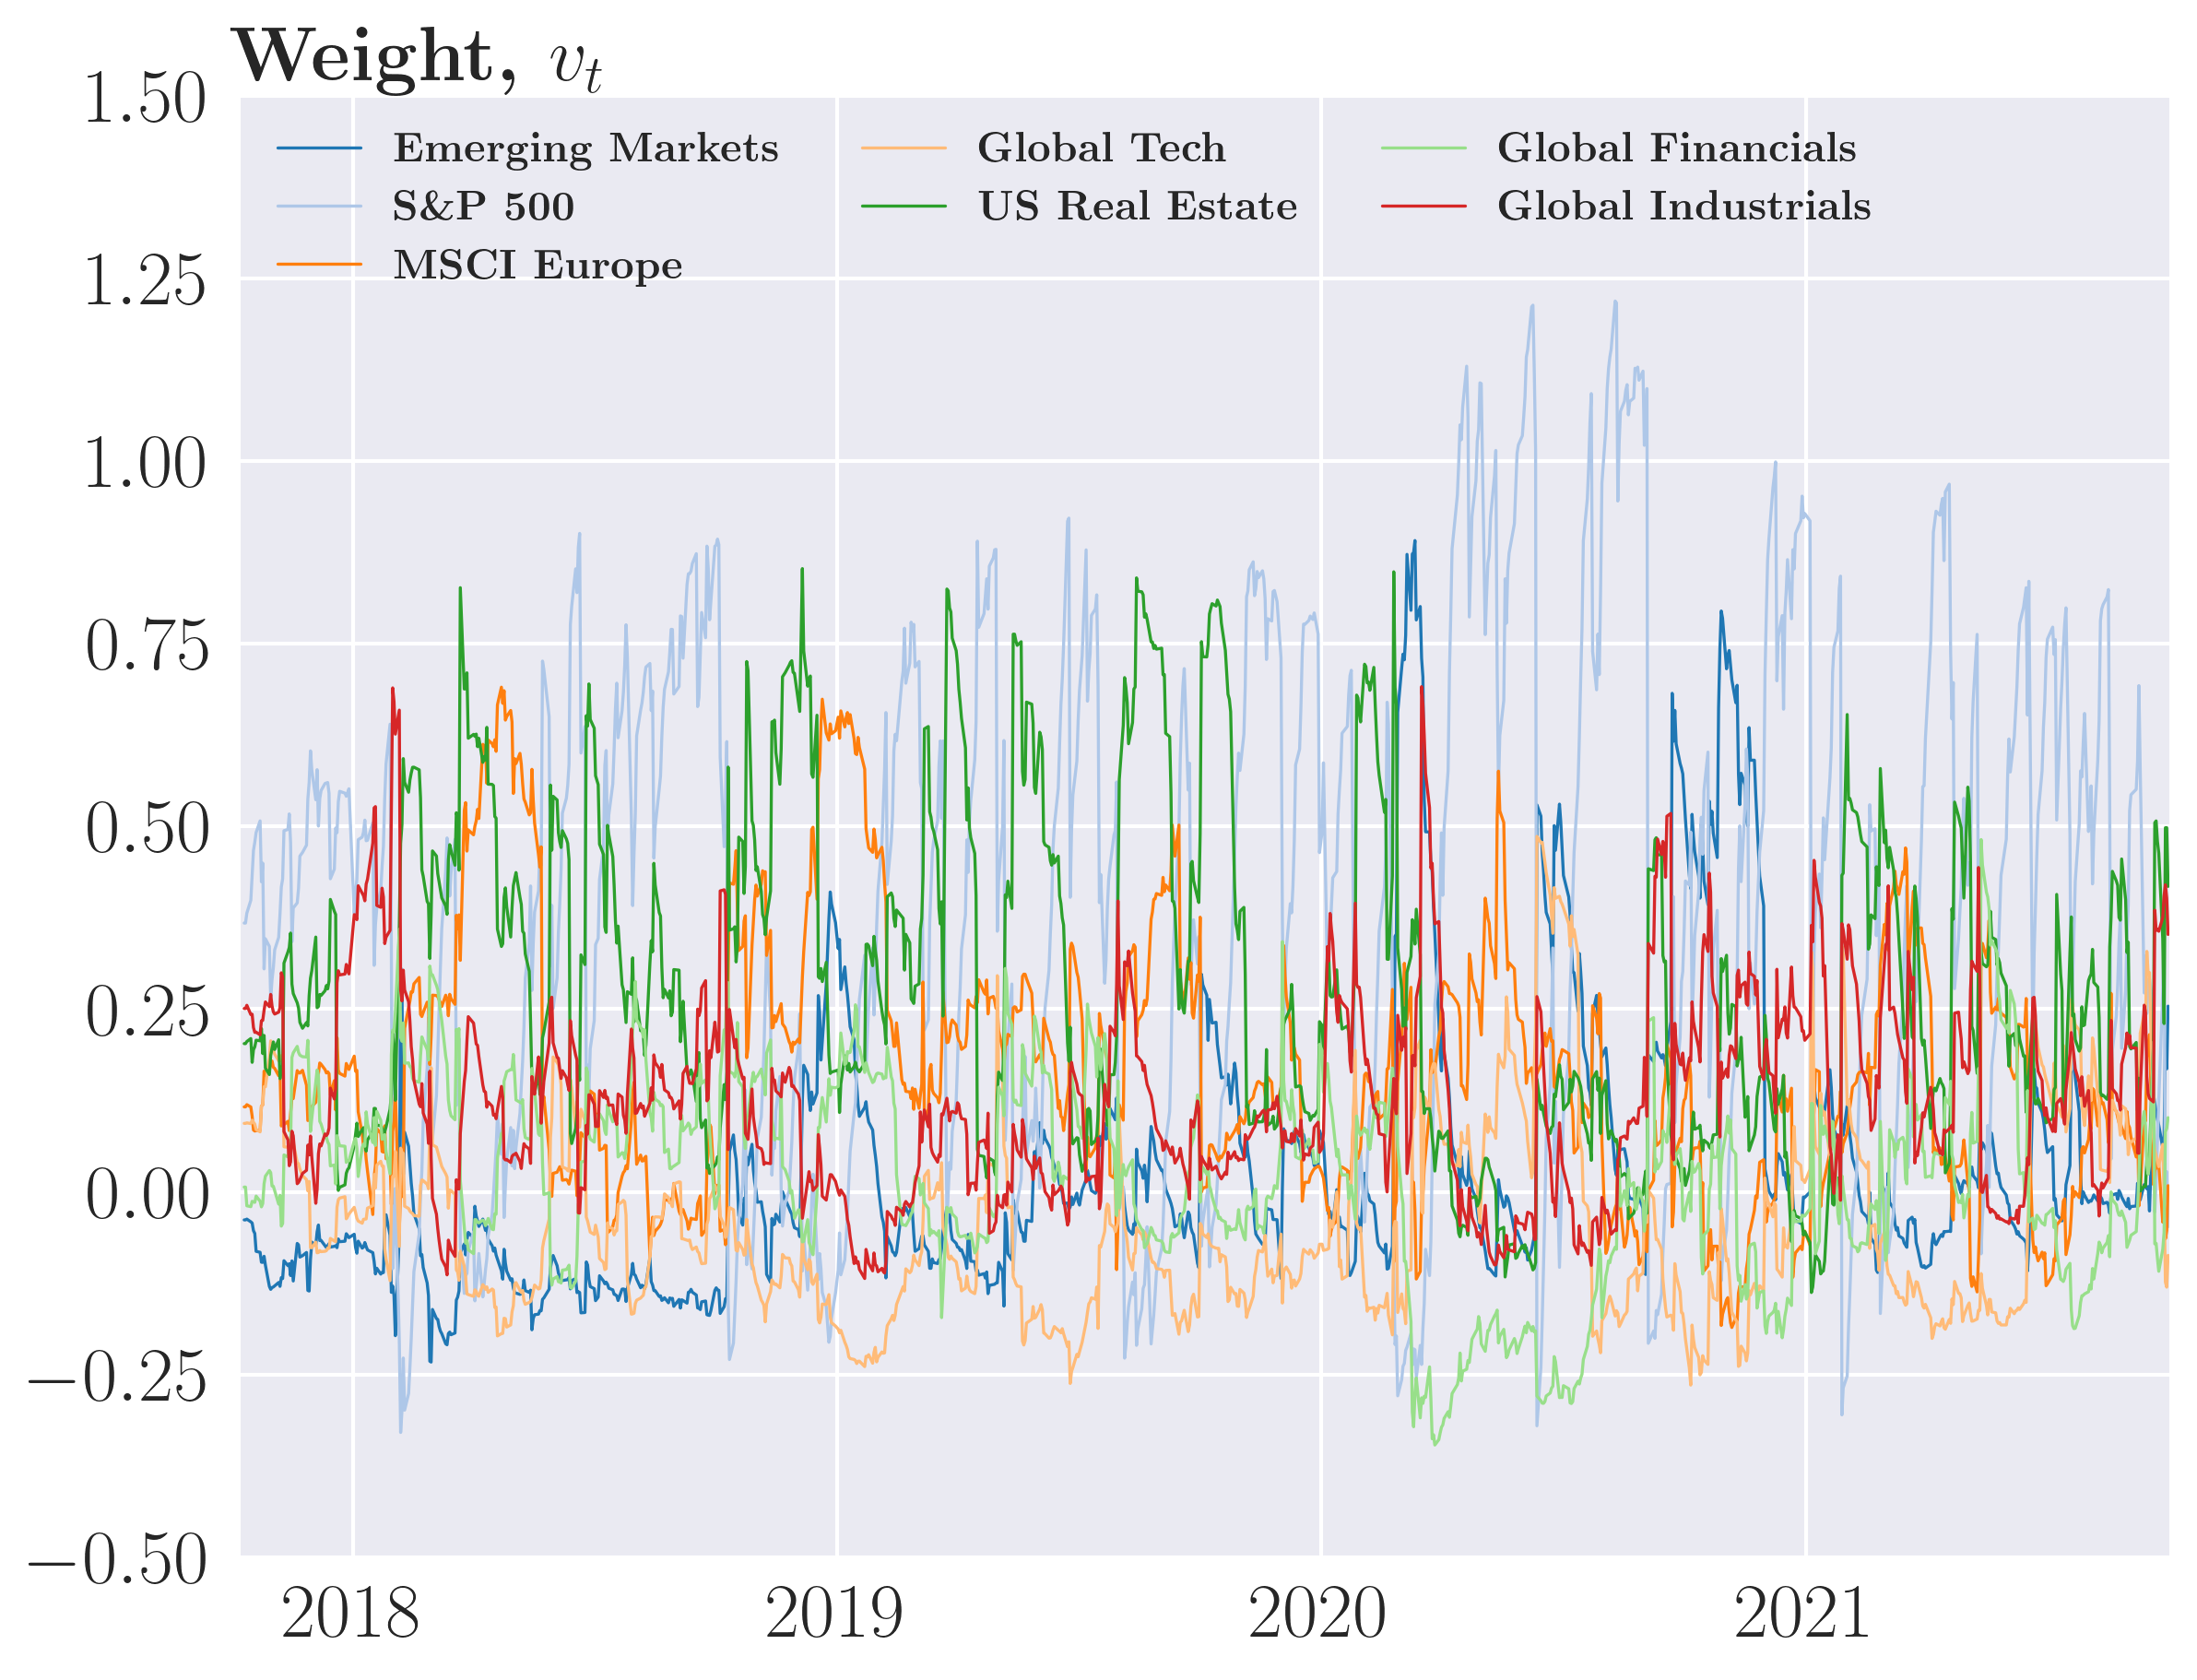 Weight, v_t
1.50
1.25
1.00
0.75
0.50
0.25
0.00
−0.25
−0.50
Emerging Markets
S&P 500
MSCI Europe
Global Tech
US Real Estate
Global Financials
Global Industrials
2018 2019 2020 2021